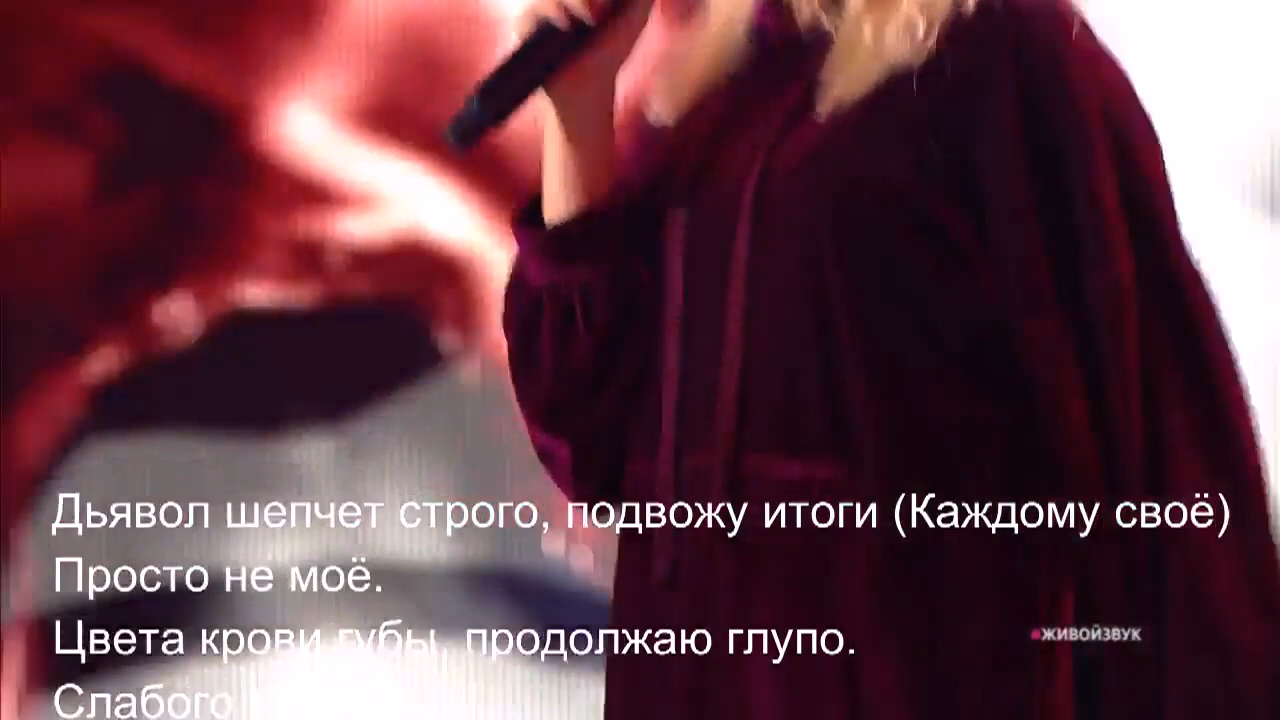 Дьявол шепчет строго, подвожу итоги (Каждому своё)
Просто не моё.
Цвета крови губы, продолжаю глупо.
ЖИВОЙЗВУК
Слабого